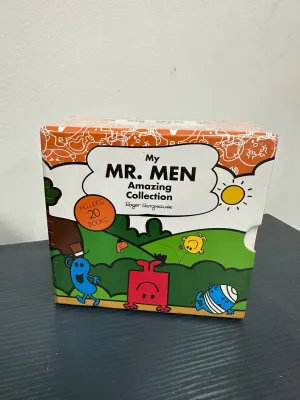 My
MR. MEN
Amazing
Collection
Roger Hargreaves
INCLUDES
20
BOOKS